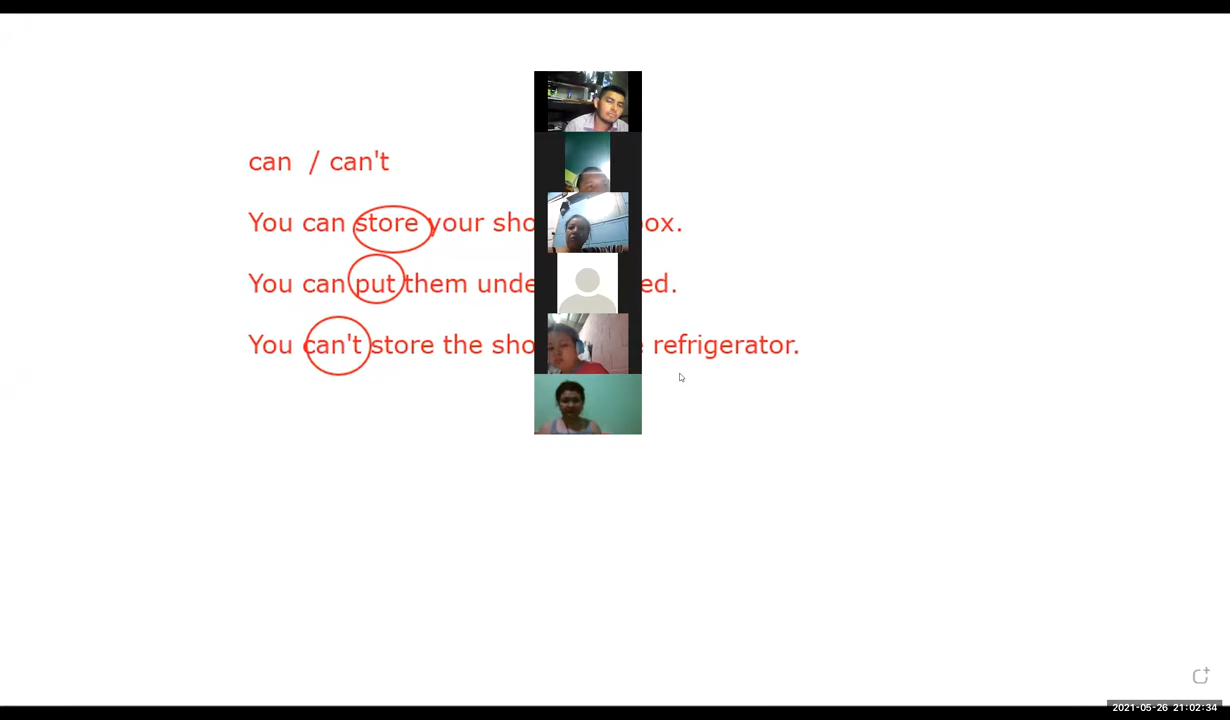 can / can't
You can store your sho ox.
You can put them unde ed.
You can't store the sho e refrigerator.
2021-05-26 21:02:34